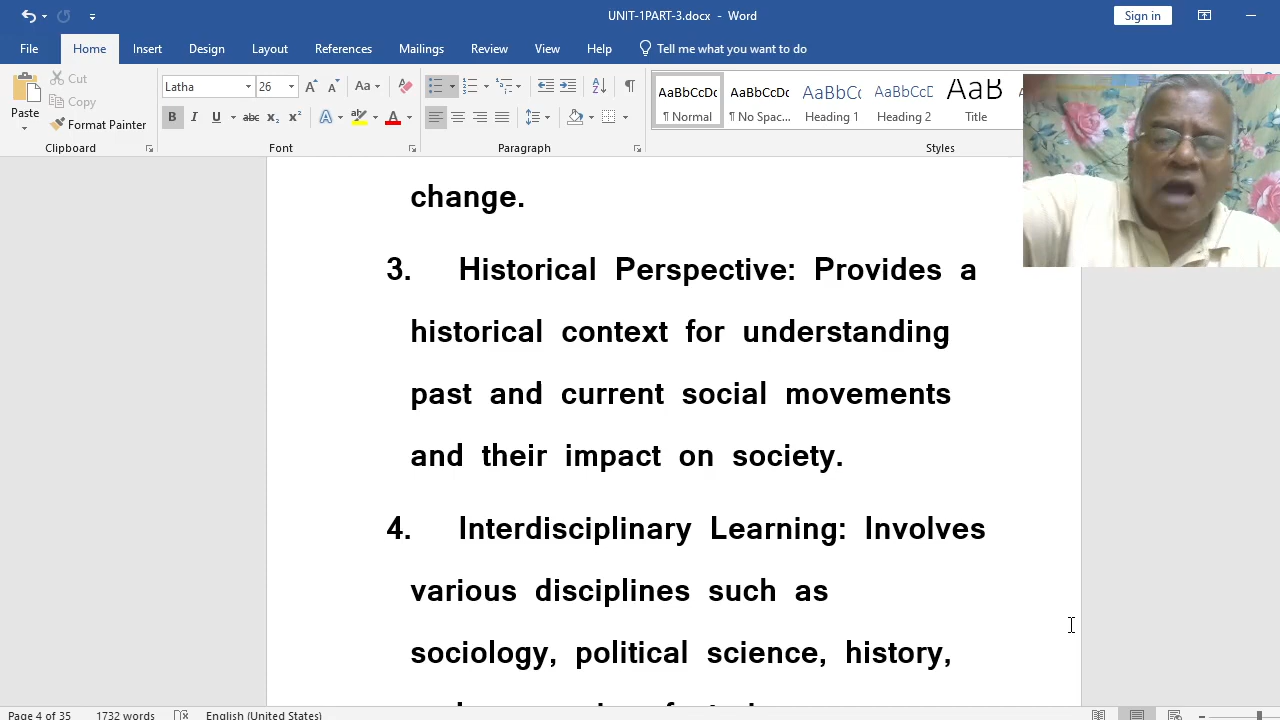 UNIT-1PART-3.docx - Word
Sign in
File Home Insert Design Layout References Mailings Review View Help Tell me what you want to do
Paste
Cut
Copy
Format Painter
Clipboard
Latha 26
Font
Paragraph
AaBbCcDc AaBbCcDc AaBbCc AaBbCcD AaB
¶ Normal ¶ No Spac... Heading 1 Heading 2 Title
Styles
change.
3. Historical Perspective: Provides a
historical context for understanding
past and current social movements
and their impact on society.
4. Interdisciplinary Learning: Involves
various disciplines such as
sociology, political science, history,
Page 4 of 35 1732 words English (United States)